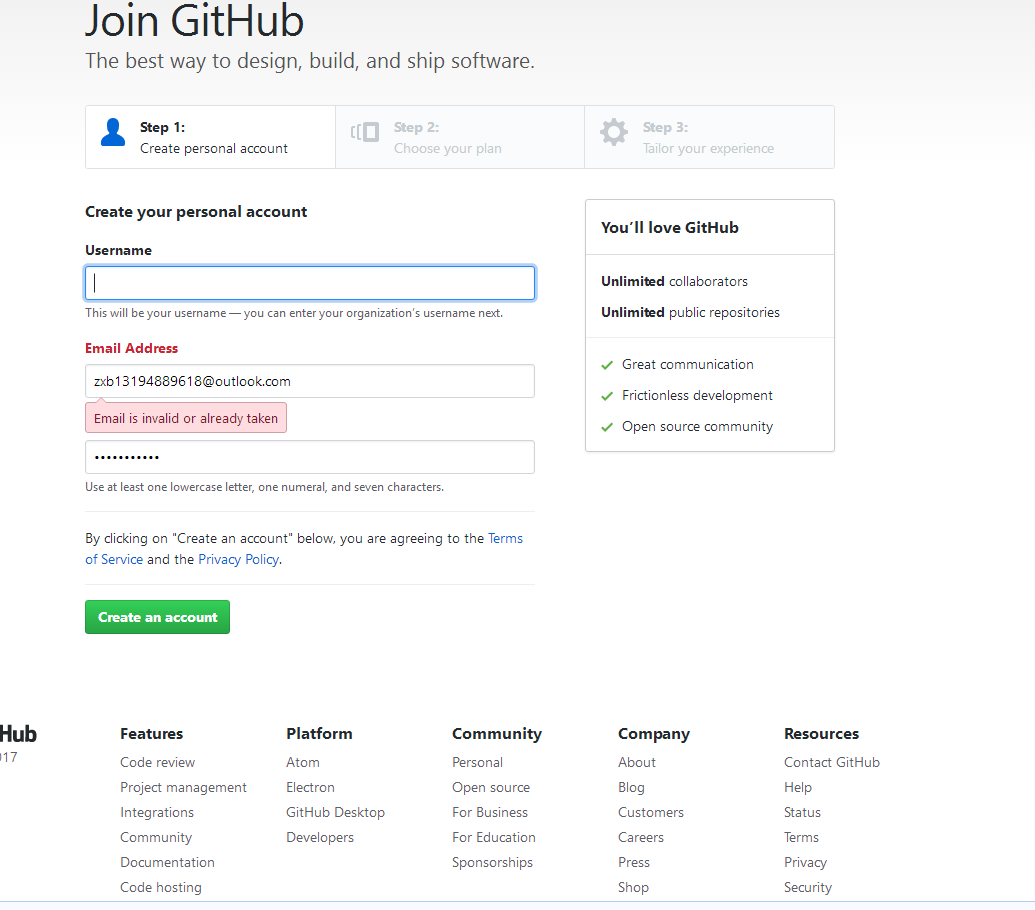 Join GitHub
The best way to design, build, and ship software.
Step 1:
Create personal account
Step 2:
Choose your plan
Step 3:
Tailor your experience
Create your personal account
Username
This will be your username — you can enter your organization’s username next.
Email Address
zxb13194889618@outlook.com
Email is invalid or already taken
Use at least one lowercase letter, one numeral, and seven characters.
By clicking on "Create an account" below, you are agreeing to the Terms
of Service and the Privacy Policy.
Create an account
You’ll love GitHub
Unlimited collaborators
Unlimited public repositories
Great communication
Frictionless development
Open source community
Hub
017
Features
Code review
Project management
Integrations
Community
Documentation
Code hosting
Platform
Atom
Electron
GitHub Desktop
Developers
Community
Personal
Open source
For Business
For Education
Sponsorships
Company
About
Blog
Customers
Careers
Press
Shop
Resources
Contact GitHub
Help
Status
Terms
Privacy
Security